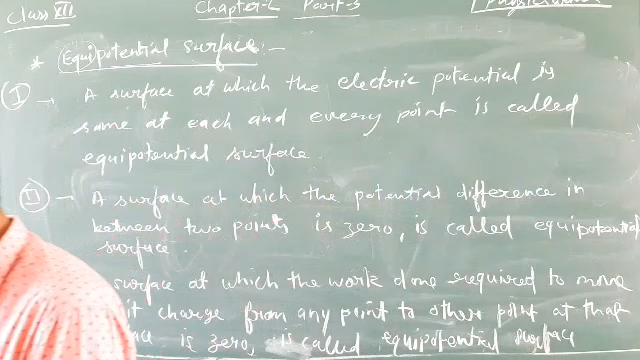 Class XII Chapter-2 Part-3
* Equipotential surface :-
I → A surface at which the electric potential is
same at each and every point is called
equipotential surface.
II → A surface at which the potential difference in
between two points is zero, is called equipotential
surface.
surface at which the work done required to move
it charge from any point to other point at that
ace is zero, is called equipotential surface